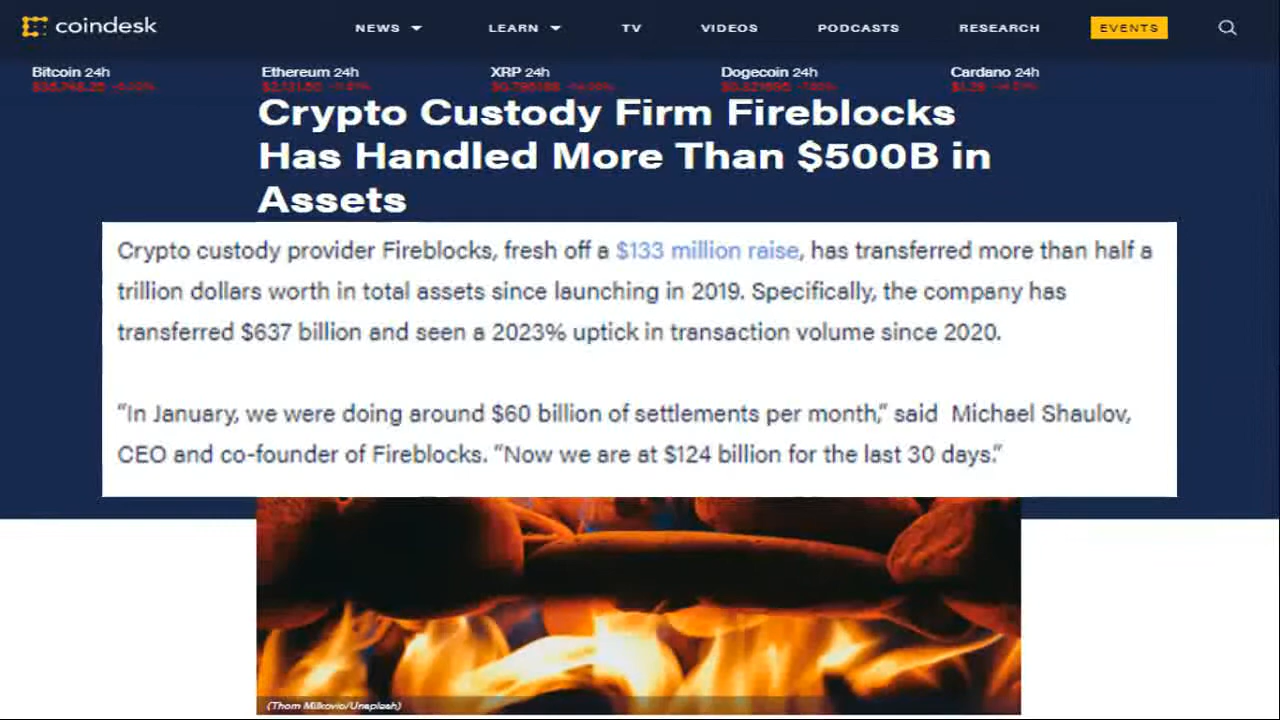 coindesk
NEWS LEARN TV VIDEOS PODCASTS RESEARCH EVENTS
Bitcoin 24h Ethereum 24h XRP 24h Dogecoin 24h Cardano 24h
Crypto Custody Firm Fireblocks
Has Handled More Than $500B in
Assets
Crypto custody provider Fireblocks, fresh off a $133 million raise, has transferred more than half a
trillion dollars worth in total assets since launching in 2019. Specifically, the company has
transferred $637 billion and seen a 2023% uptick in transaction volume since 2020.
“In January, we were doing around $60 billion of settlements per month,” said Michael Shaulov,
CEO and co-founder of Fireblocks. “Now we are at $124 billion for the last 30 days.”
(Thom Milkovic/Unsplash)